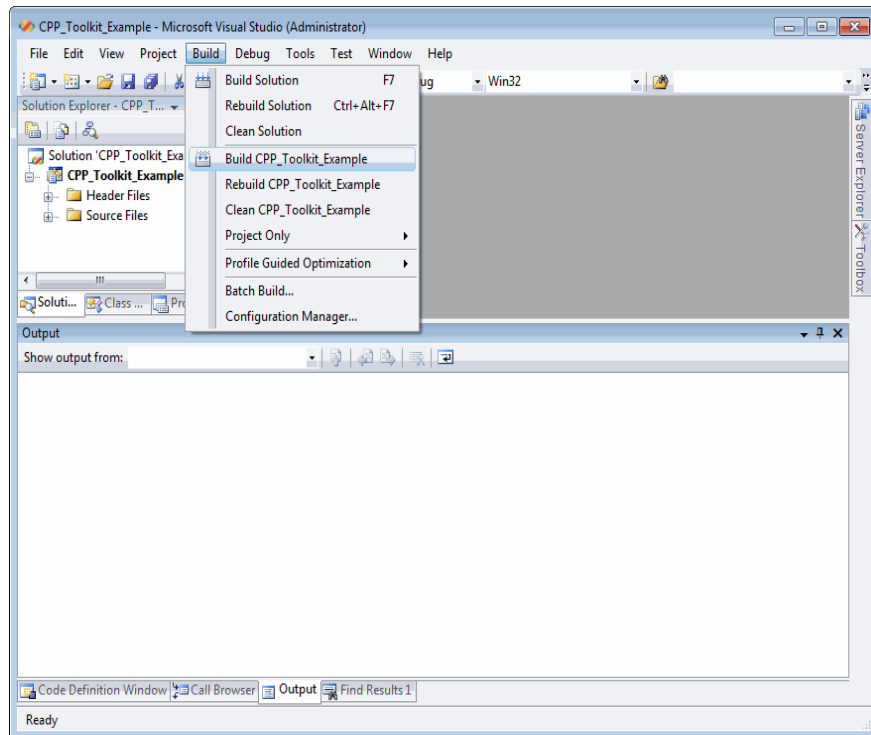 CPP_Toolkit_Example - Microsoft Visual Studio (Administrator)
File Edit View Project Build Debug Tools Test Window Help
ug Win32
Solution Explorer - CPP_T...
Solution 'CPP_Toolkit_Exa
CPP_Toolkit_Example
Header Files
Source Files
Soluti... Class ... Pr
Build Solution F7
Rebuild Solution Ctrl+Alt+F7
Clean Solution
Build CPP_Toolkit_Example
Rebuild CPP_Toolkit_Example
Clean CPP_Toolkit_Example
Project Only
Profile Guided Optimization
Batch Build...
Configuration Manager...
Server Explorer
Toolbox
Output
Show output from:
Code Definition Window Call Browser Output Find Results 1
Ready